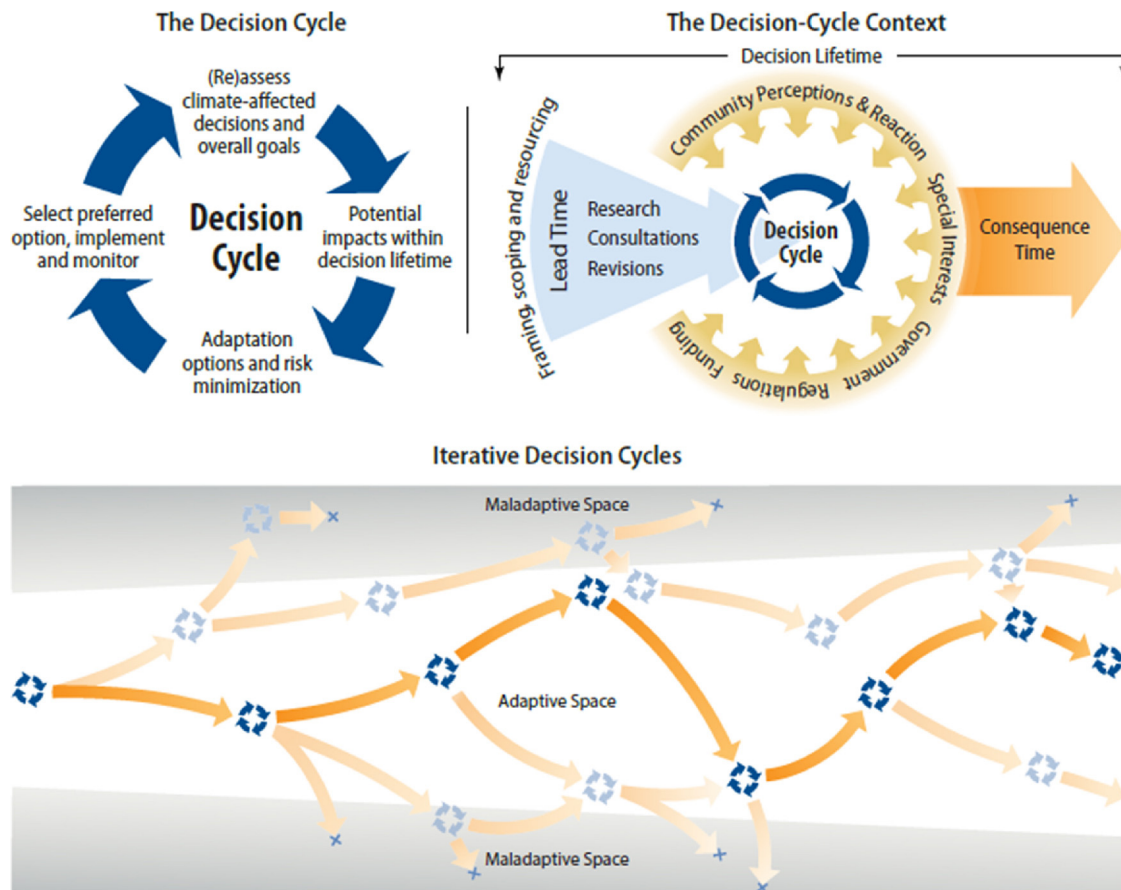 The Decision Cycle
(Re)assess
climate-affected
decisions and
overall goals
Select preferred
option, implement
and monitor
Decision
Cycle
Potential
impacts within
decision lifetime
Adaptation
options and risk
minimization
The Decision-Cycle Context
Decision Lifetime
Framing, scoping and resourcing
Lead Time
Research
Consultations
Revisions
Decision
Cycle
Community Perceptions & Reaction
Special Interests
Government
Regulations
Funding
Consequence
Time
Iterative Decision Cycles
Maladaptive Space
Adaptive Space
Maladaptive Space